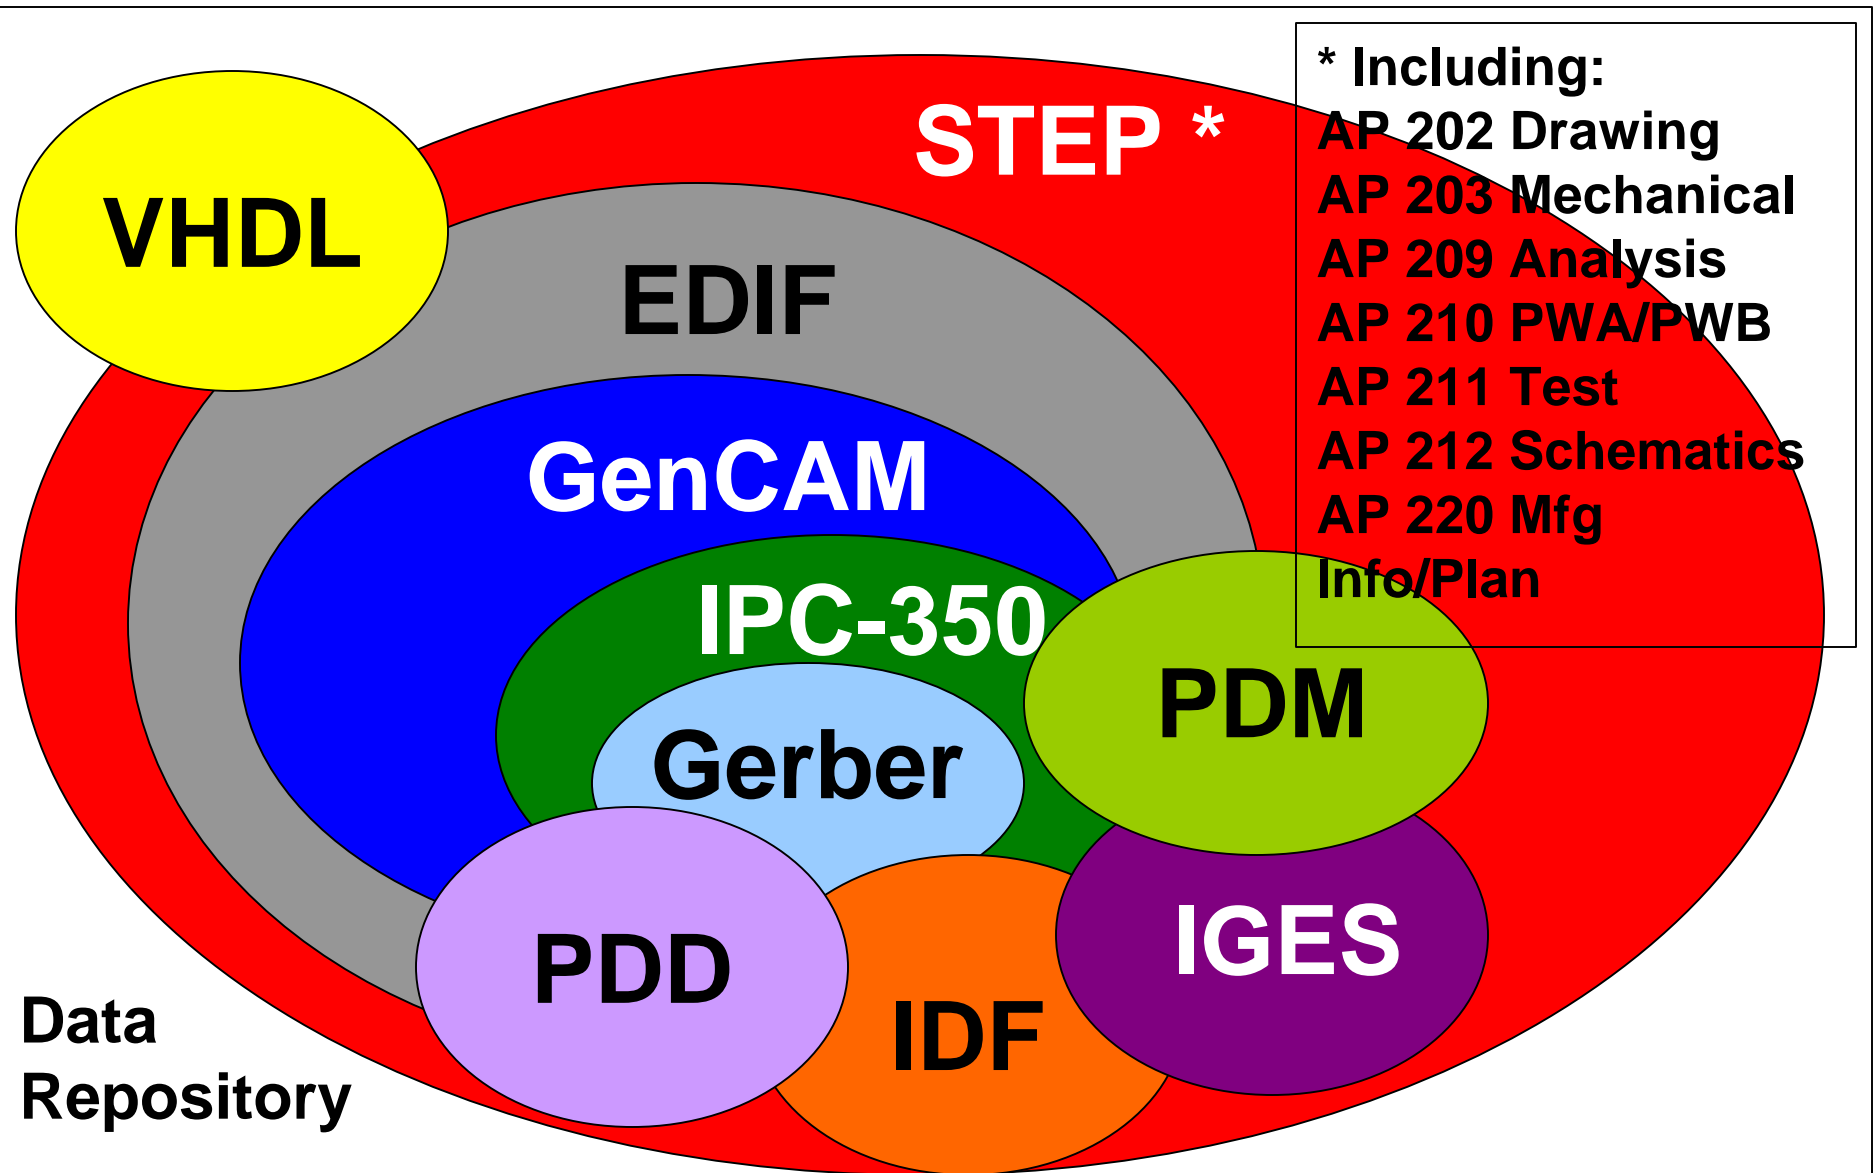 STEP *
* Including:
AP 202 Drawing
AP 203 Mechanical
AP 209 Analysis
AP 210 PWA/PWB
AP 211 Test
AP 212 Schematics
AP 220 Mfg
Info/Plan
VHDL
EDIF
GenCAM
IPC-350
PDM
Gerber
PDD
IGES
IDF
Data
Repository